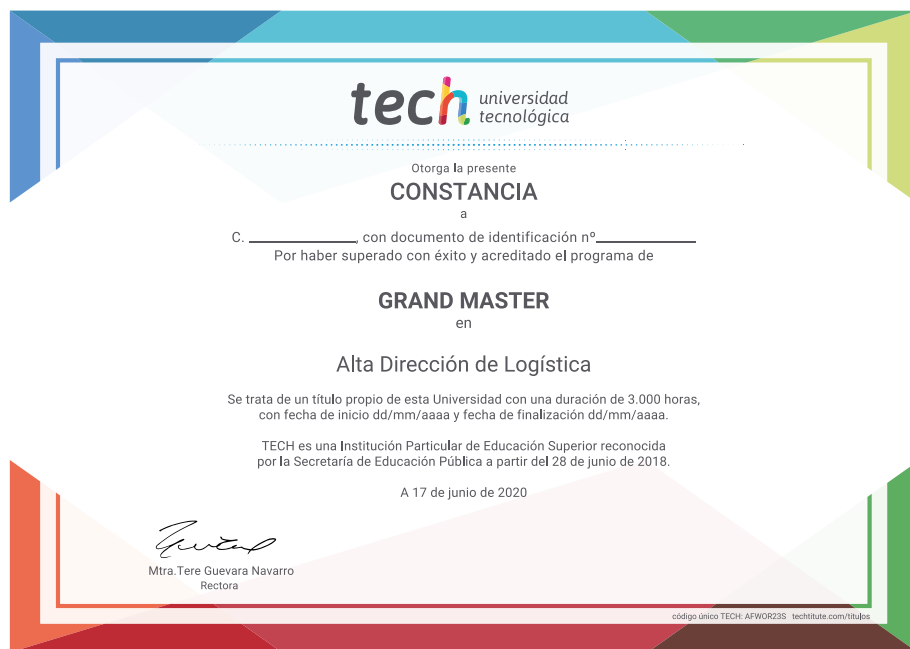 tech universidad
tecnológica
Otorga la presente
CONSTANCIA
a
C. ____________, con documento de identificación nº____________
Por haber superado con éxito y acreditado el programa de
GRAND MASTER
en
Alta Dirección de Logística
Se trata de un título propio de esta Universidad con una duración de 3.000 horas,
con fecha de inicio dd/mm/aaaa y fecha de finalización dd/mm/aaaa.
TECH es una Institución Particular de Educación Superior reconocida
por la Secretaría de Educación Pública a partir del 28 de junio de 2018.
A 17 de junio de 2020
Mtra.Tere Guevara Navarro
Rectora
código único TECH: AFWOR23S techtitute.com/titulos